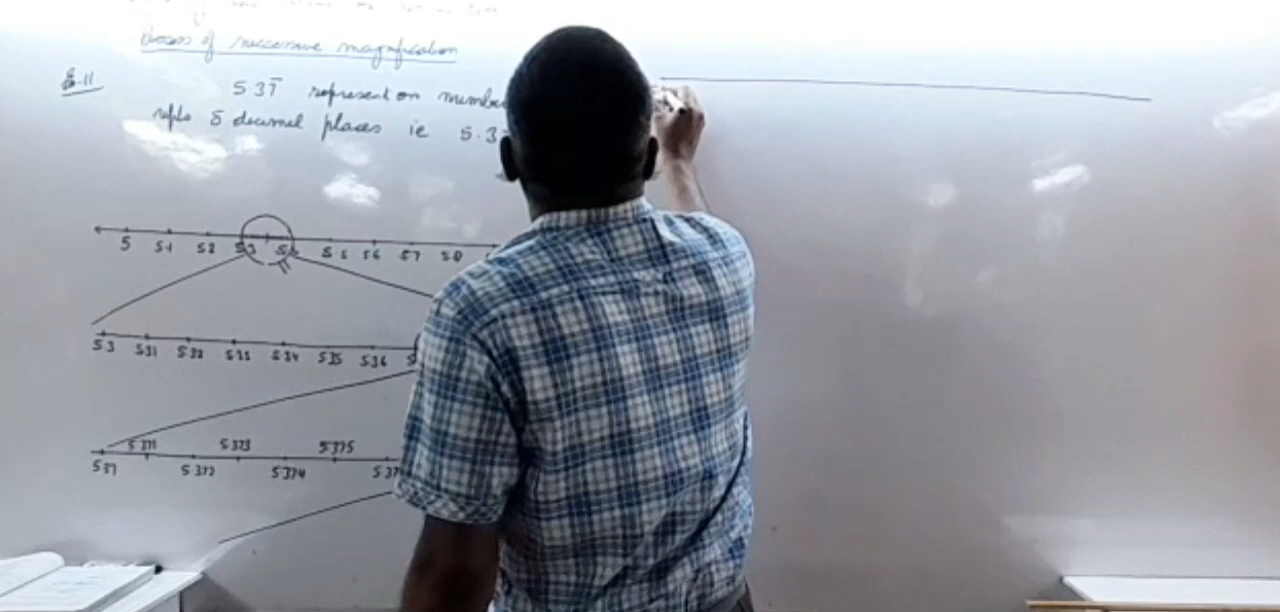 Process of successive magnification
E-11
5 37̅ represent on number
upto 5 decimal places ie 5.3
5 5.1 5.2 5.3 5.4 5.5 5.6 5.7 5.8
5.3 5.31 5.32 5.33 5.34 5.35 5.36 5
5 371 5 373 5 375
5 37 5 372 5 374 5 37